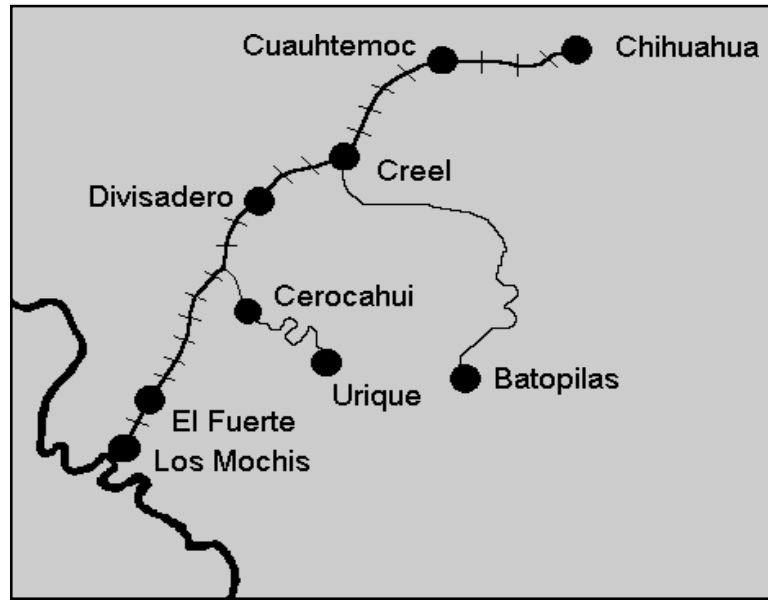 Cuauhtemoc
Chihuahua
Creel
Divisadero
Cerocahui
Urique
Batopilas
El Fuerte
Los Mochis